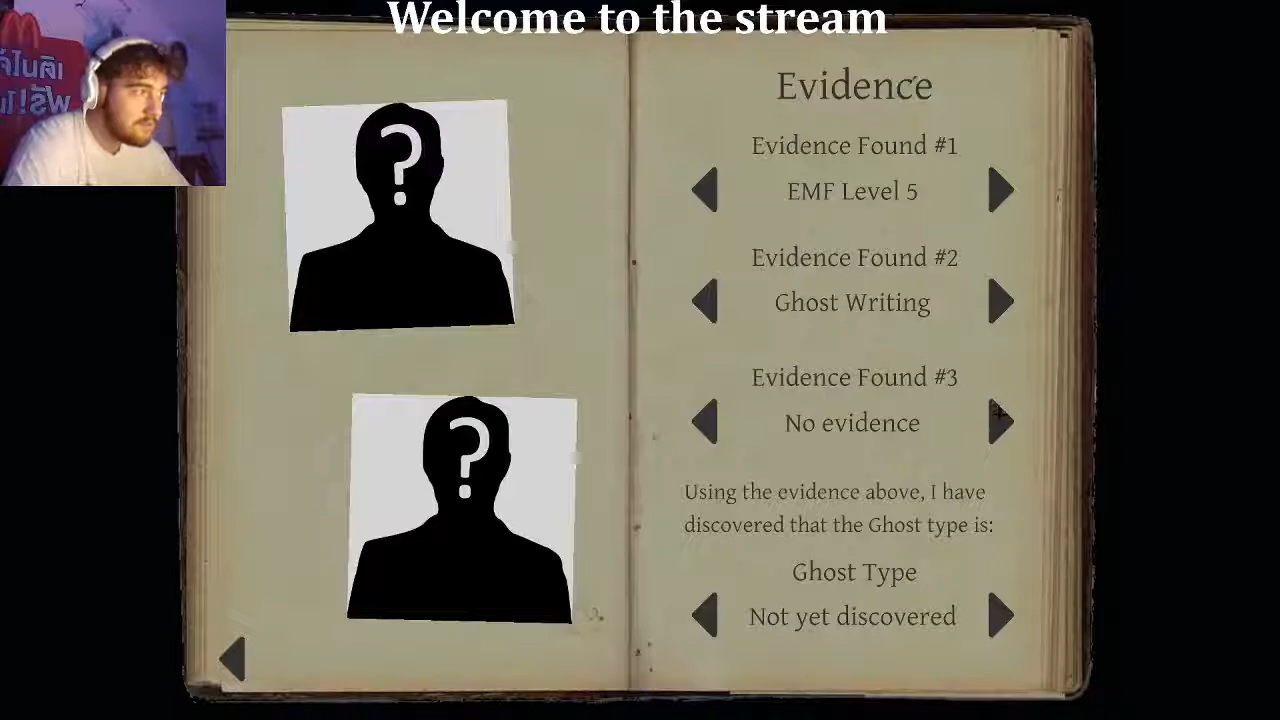 Welcome to the stream
Evidence
Evidence Found #1
EMF Level 5
Evidence Found #2
Ghost Writing
Evidence Found #3
No evidence
Using the evidence above, I have
discovered that the Ghost type is:
Ghost Type
Not yet discovered
?
?